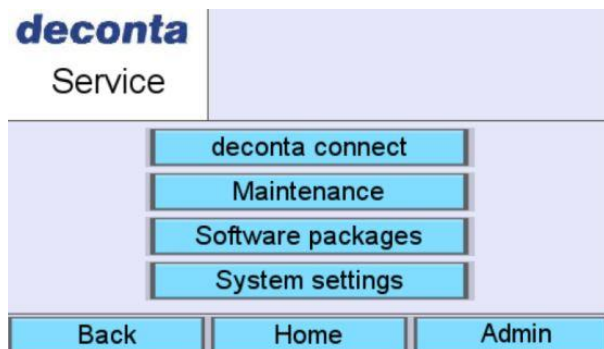 deconta
Service
deconta connect
Maintenance
Software packages
System settings
Back Home Admin